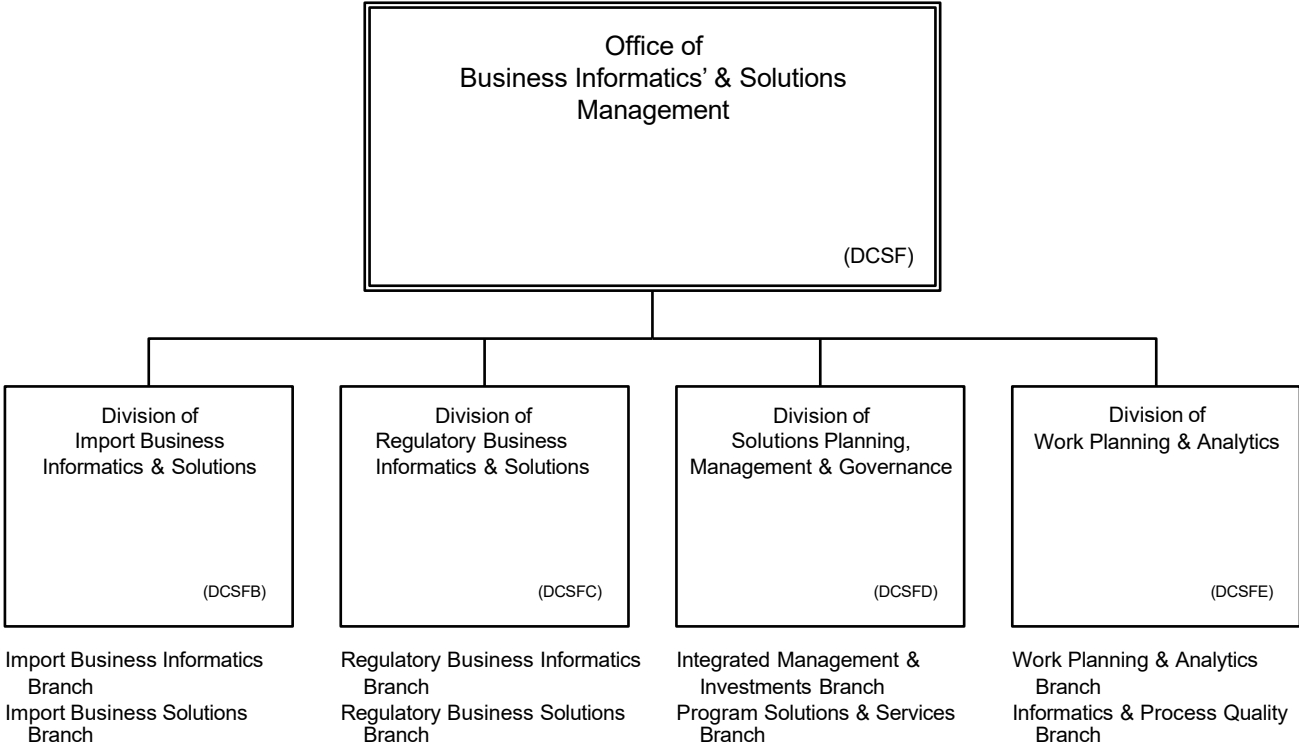 Office of
Business Informatics’ & Solutions
Management
(DCSF)
Division of
Import Business
Informatics & Solutions
(DCSFB)
Division of
Regulatory Business
Informatics & Solutions
(DCSFC)
Division of
Solutions Planning,
Management & Governance
(DCSFD)
Division of
Work Planning & Analytics
(DCSFE)
Import Business Informatics
Branch
Import Business Solutions
Branch
Regulatory Business Informatics
Branch
Regulatory Business Solutions
Branch
Integrated Management &
Investments Branch
Program Solutions & Services
Branch
Work Planning & Analytics
Branch
Informatics & Process Quality
Branch